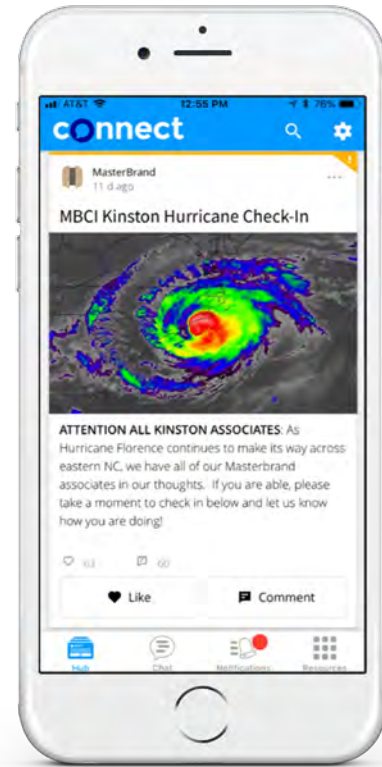 AT&T 12:55 PM 76%
connect
MasterBrand
11 d ago
MBCI Kinston Hurricane Check-In
ATTENTION ALL KINSTON ASSOCIATES: As
Hurricane Florence continues to make its way across
eastern NC, we have all of our Masterbrand
associates in our thoughts. If you are able, please
take a moment to check in below and let us know
how you are doing!
63 60
Like Comment
Hub Chat Notifications Resources